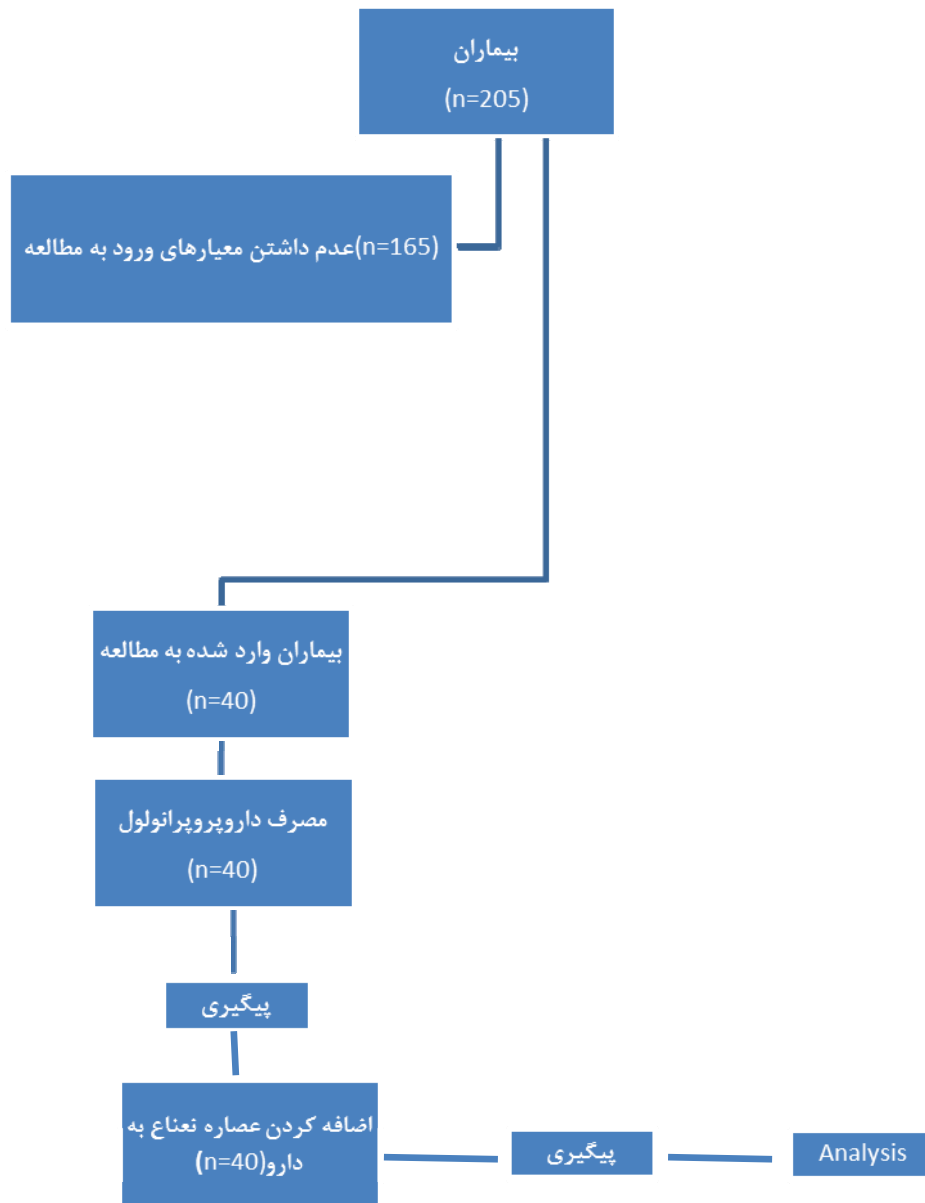 بیماران
(n=205)
عدم داشتن معیارهای ورود به مطالعه(n=165)
بیماران وارد شده به مطالعه
(n=40)
مصرف داروپروپرانولول
(n=40)
پیگیری
اضافه کردن عصاره نعناع به
دارو(n=40)
پیگیری
Analysis